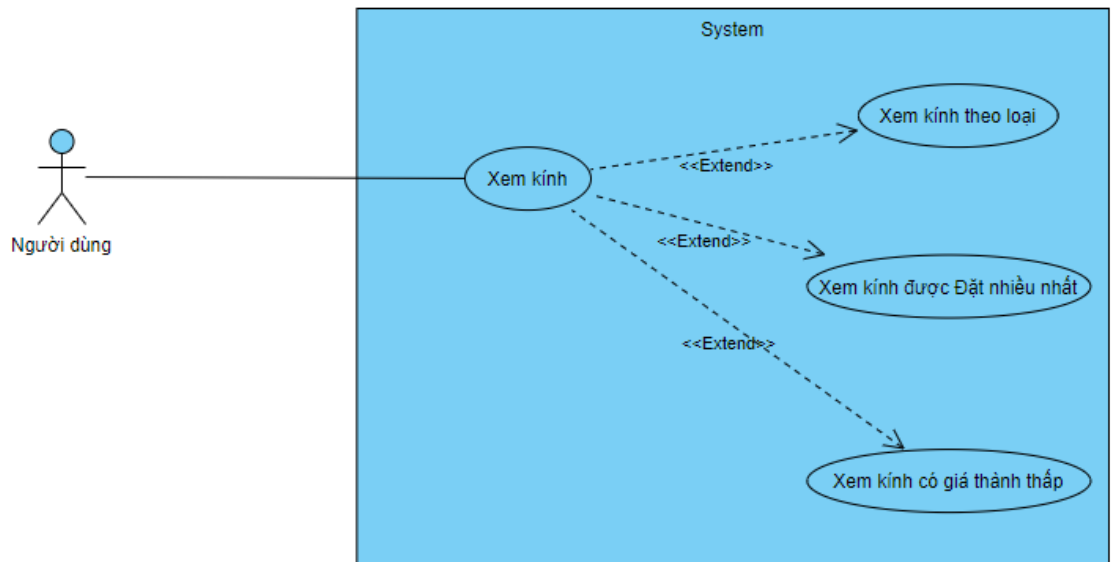 System
Xem kính theo loại
<<Extend>>
Xem kính
Người dùng
<<Extend>>
Xem kính được Đặt nhiều nhất
<<Extend>>
Xem kính có giá thành thấp